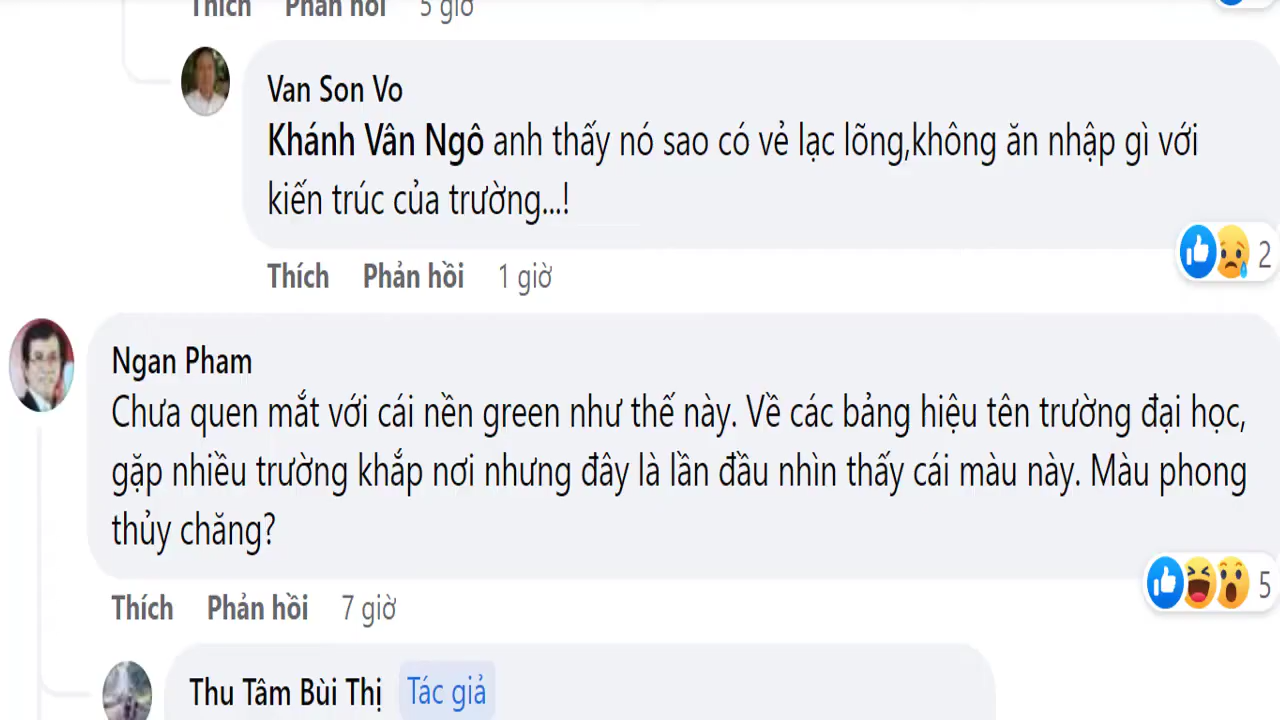 Thích Phản hồi 5 giờ
Van Son Vo
Khánh Vân Ngô anh thấy nó sao có vẻ lạc lõng,không ăn nhập gì với
kiến trúc của trường...!
2
Thích Phản hồi 1 giờ
Ngan Pham
Chưa quen mắt với cái nền green như thế này. Về các bảng hiệu tên trường đại học,
gặp nhiều trường khắp nơi nhưng đây là lần đầu nhìn thấy cái màu này. Màu phong
thủy chăng?
5
Thích Phản hồi 7 giờ
Thu Tâm Bùi Thị Tác giả